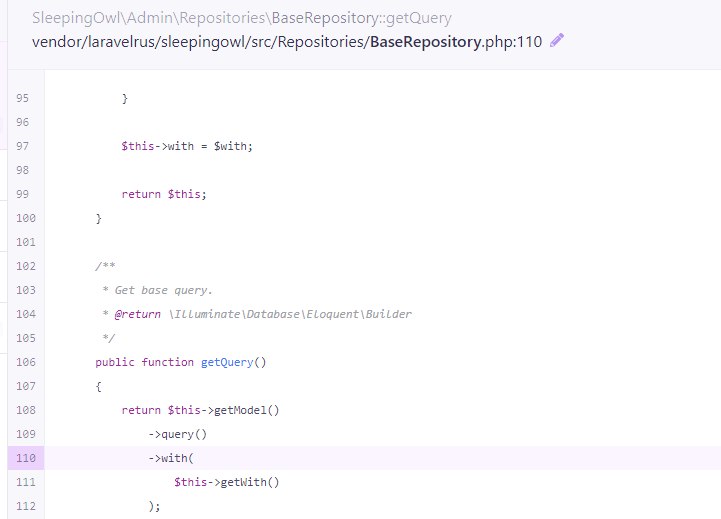 SleepingOwl\Admin\Repositories\BaseRepository::getQuery
vendor/laravelrus/sleepingowl/src/Repositories/BaseRepository.php:110
95 }
96
97 $this->with = $with;
98
99 return $this;
100 }
101
102 /**
103 * Get base query.
104 * @return \Illuminate\Database\Eloquent\Builder
105 */
106 public function getQuery()
107 {
108 return $this->getModel()
109 ->query()
110 ->with(
111 $this->getWith()
112 );